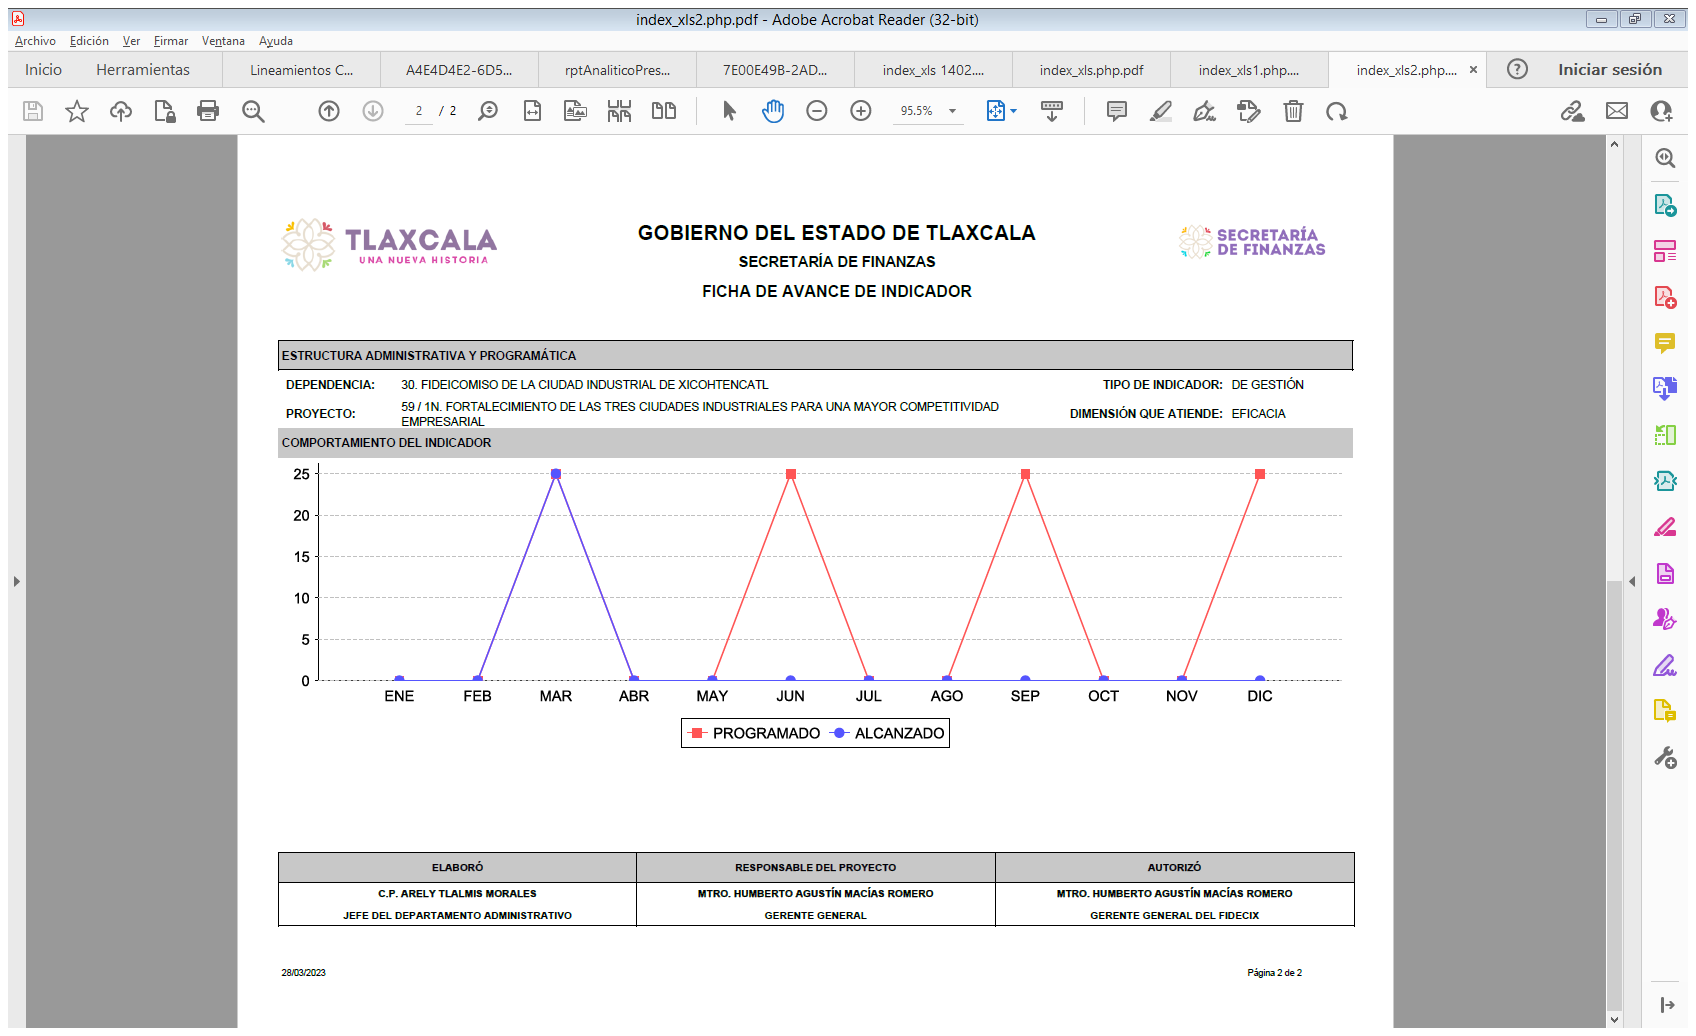 index_xls2.php.pdf - Adobe Acrobat Reader (32-bit)
Archivo Edición Ver Firmar Ventana Ayuda
Inicio Herramientas Lineamientos C... A4E4D4E2-6D5... rptAnaliticoPres... 7E00E49B-2AD... index_xls 1402.... index_xls.php.pdf index_xls1.php.... index_xls2.php.... × ? Iniciar sesión
2 / 2 95.5%
TLAXCALA
UNA NUEVA HISTORIA
GOBIERNO DEL ESTADO DE TLAXCALA
SECRETARÍA DE FINANZAS
FICHA DE AVANCE DE INDICADOR
SECRETARÍA
DE FINANZAS
ESTRUCTURA ADMINISTRATIVA Y PROGRAMÁTICA
DEPENDENCIA: 30. FIDEICOMISO DE LA CIUDAD INDUSTRIAL DE XICOHTENCATL TIPO DE INDICADOR: DE GESTIÓN
PROYECTO: 59 / 1N. FORTALECIMIENTO DE LAS TRES CIUDADES INDUSTRIALES PARA UNA MAYOR COMPETITIVIDAD
EMPRESARIAL
DIMENSIÓN QUE ATIENDE: EFICACIA
COMPORTAMIENTO DEL INDICADOR
25
20
15
10
5
0
ENE FEB MAR ABR MAY JUN JUL AGO SEP OCT NOV DIC
PROGRAMADO ALCANZADO
ELABORÓ RESPONSABLE DEL PROYECTO AUTORIZÓ
C.P. ARELY TLALMIS MORALES MTRO. HUMBERTO AGUSTÍN MACÍAS ROMERO MTRO. HUMBERTO AGUSTÍN MACÍAS ROMERO
JEFE DEL DEPARTAMENTO ADMINISTRATIVO GERENTE GENERAL GERENTE GENERAL DEL FIDECIX
28/03/2023 Página 2 de 2